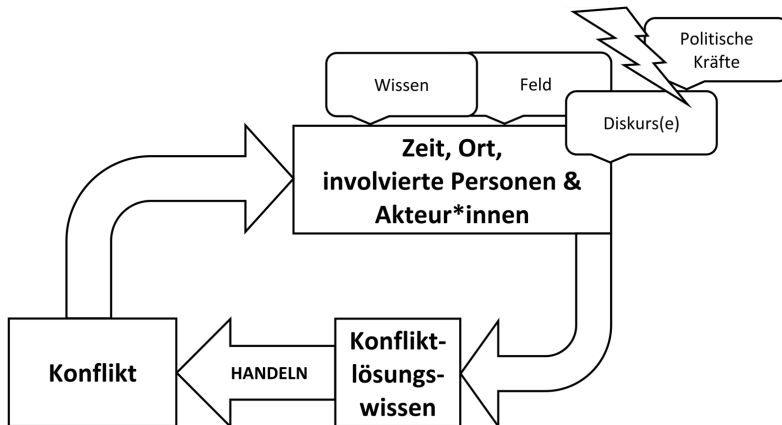 Politische
Kräfte
Wissen
Feld
Diskurs(e)
Zeit, Ort,
involvierte Personen &
Akteur*innen
Konflikt
HANDELN
Konflikt-
lösungs-
wissen